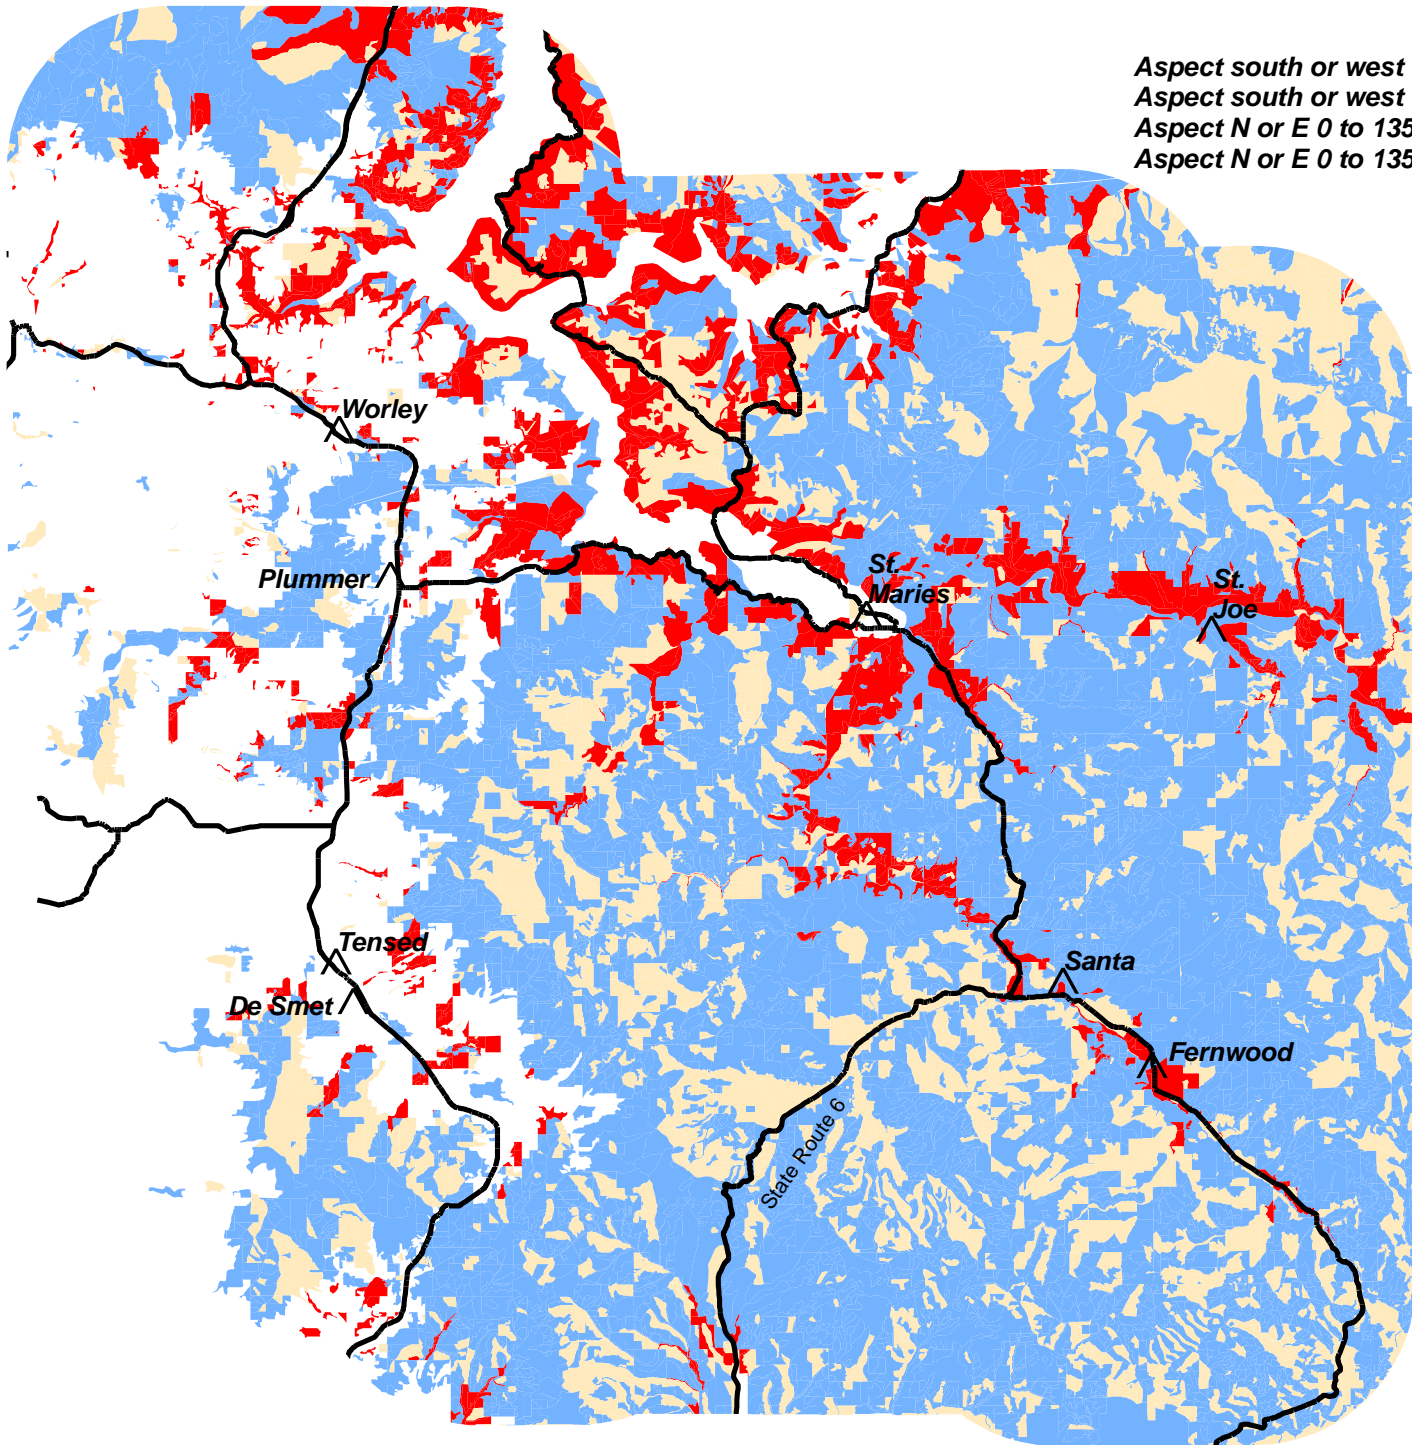 Aspect south or west
Aspect south or west
Aspect N or E 0 to 135
Aspect N or E 0 to 135
Worley
Plummer
St.
Maries
St.
Joe
Tensed
De Smet
Santa
Fernwood
State Route 6